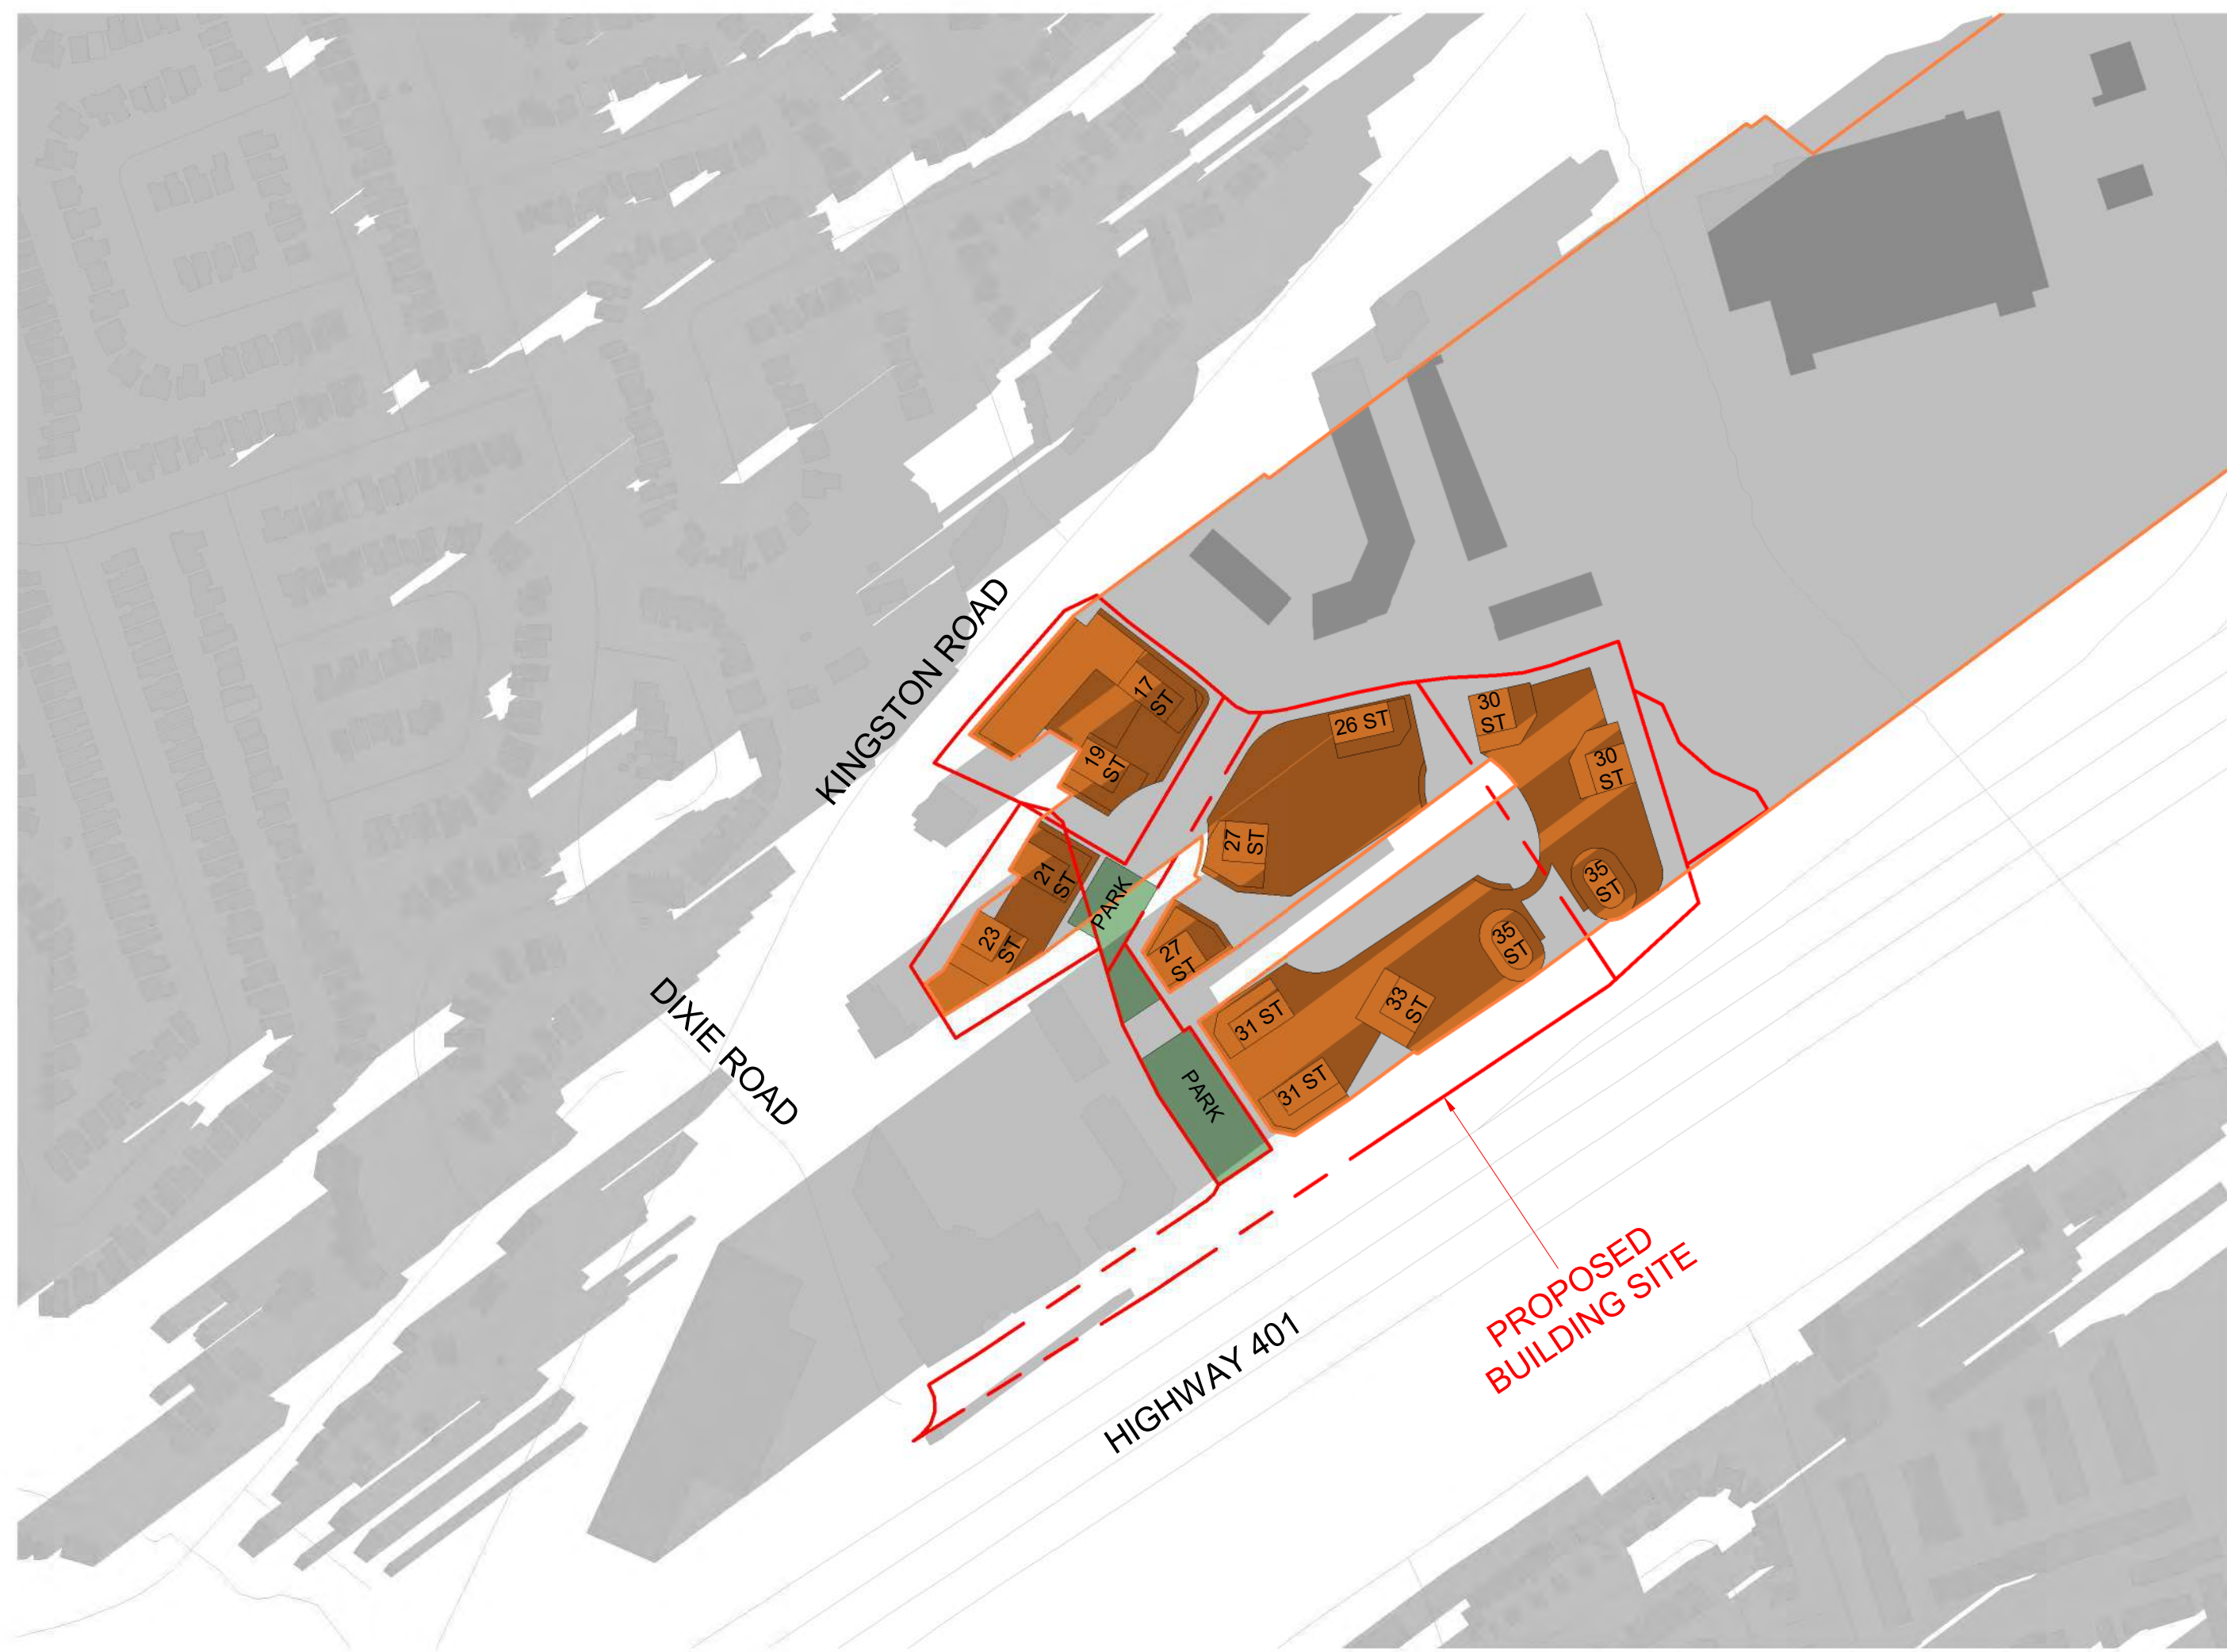 KINGSTON ROAD
17
ST
19
ST
26 ST
30
ST
30
ST
27
ST
21
ST
23
ST
PARK
27
ST
35
ST
35
ST
33
ST
31 ST
31 ST
PARK
DIXIE ROAD
HIGHWAY 401
PROPOSED
BUILDING SITE